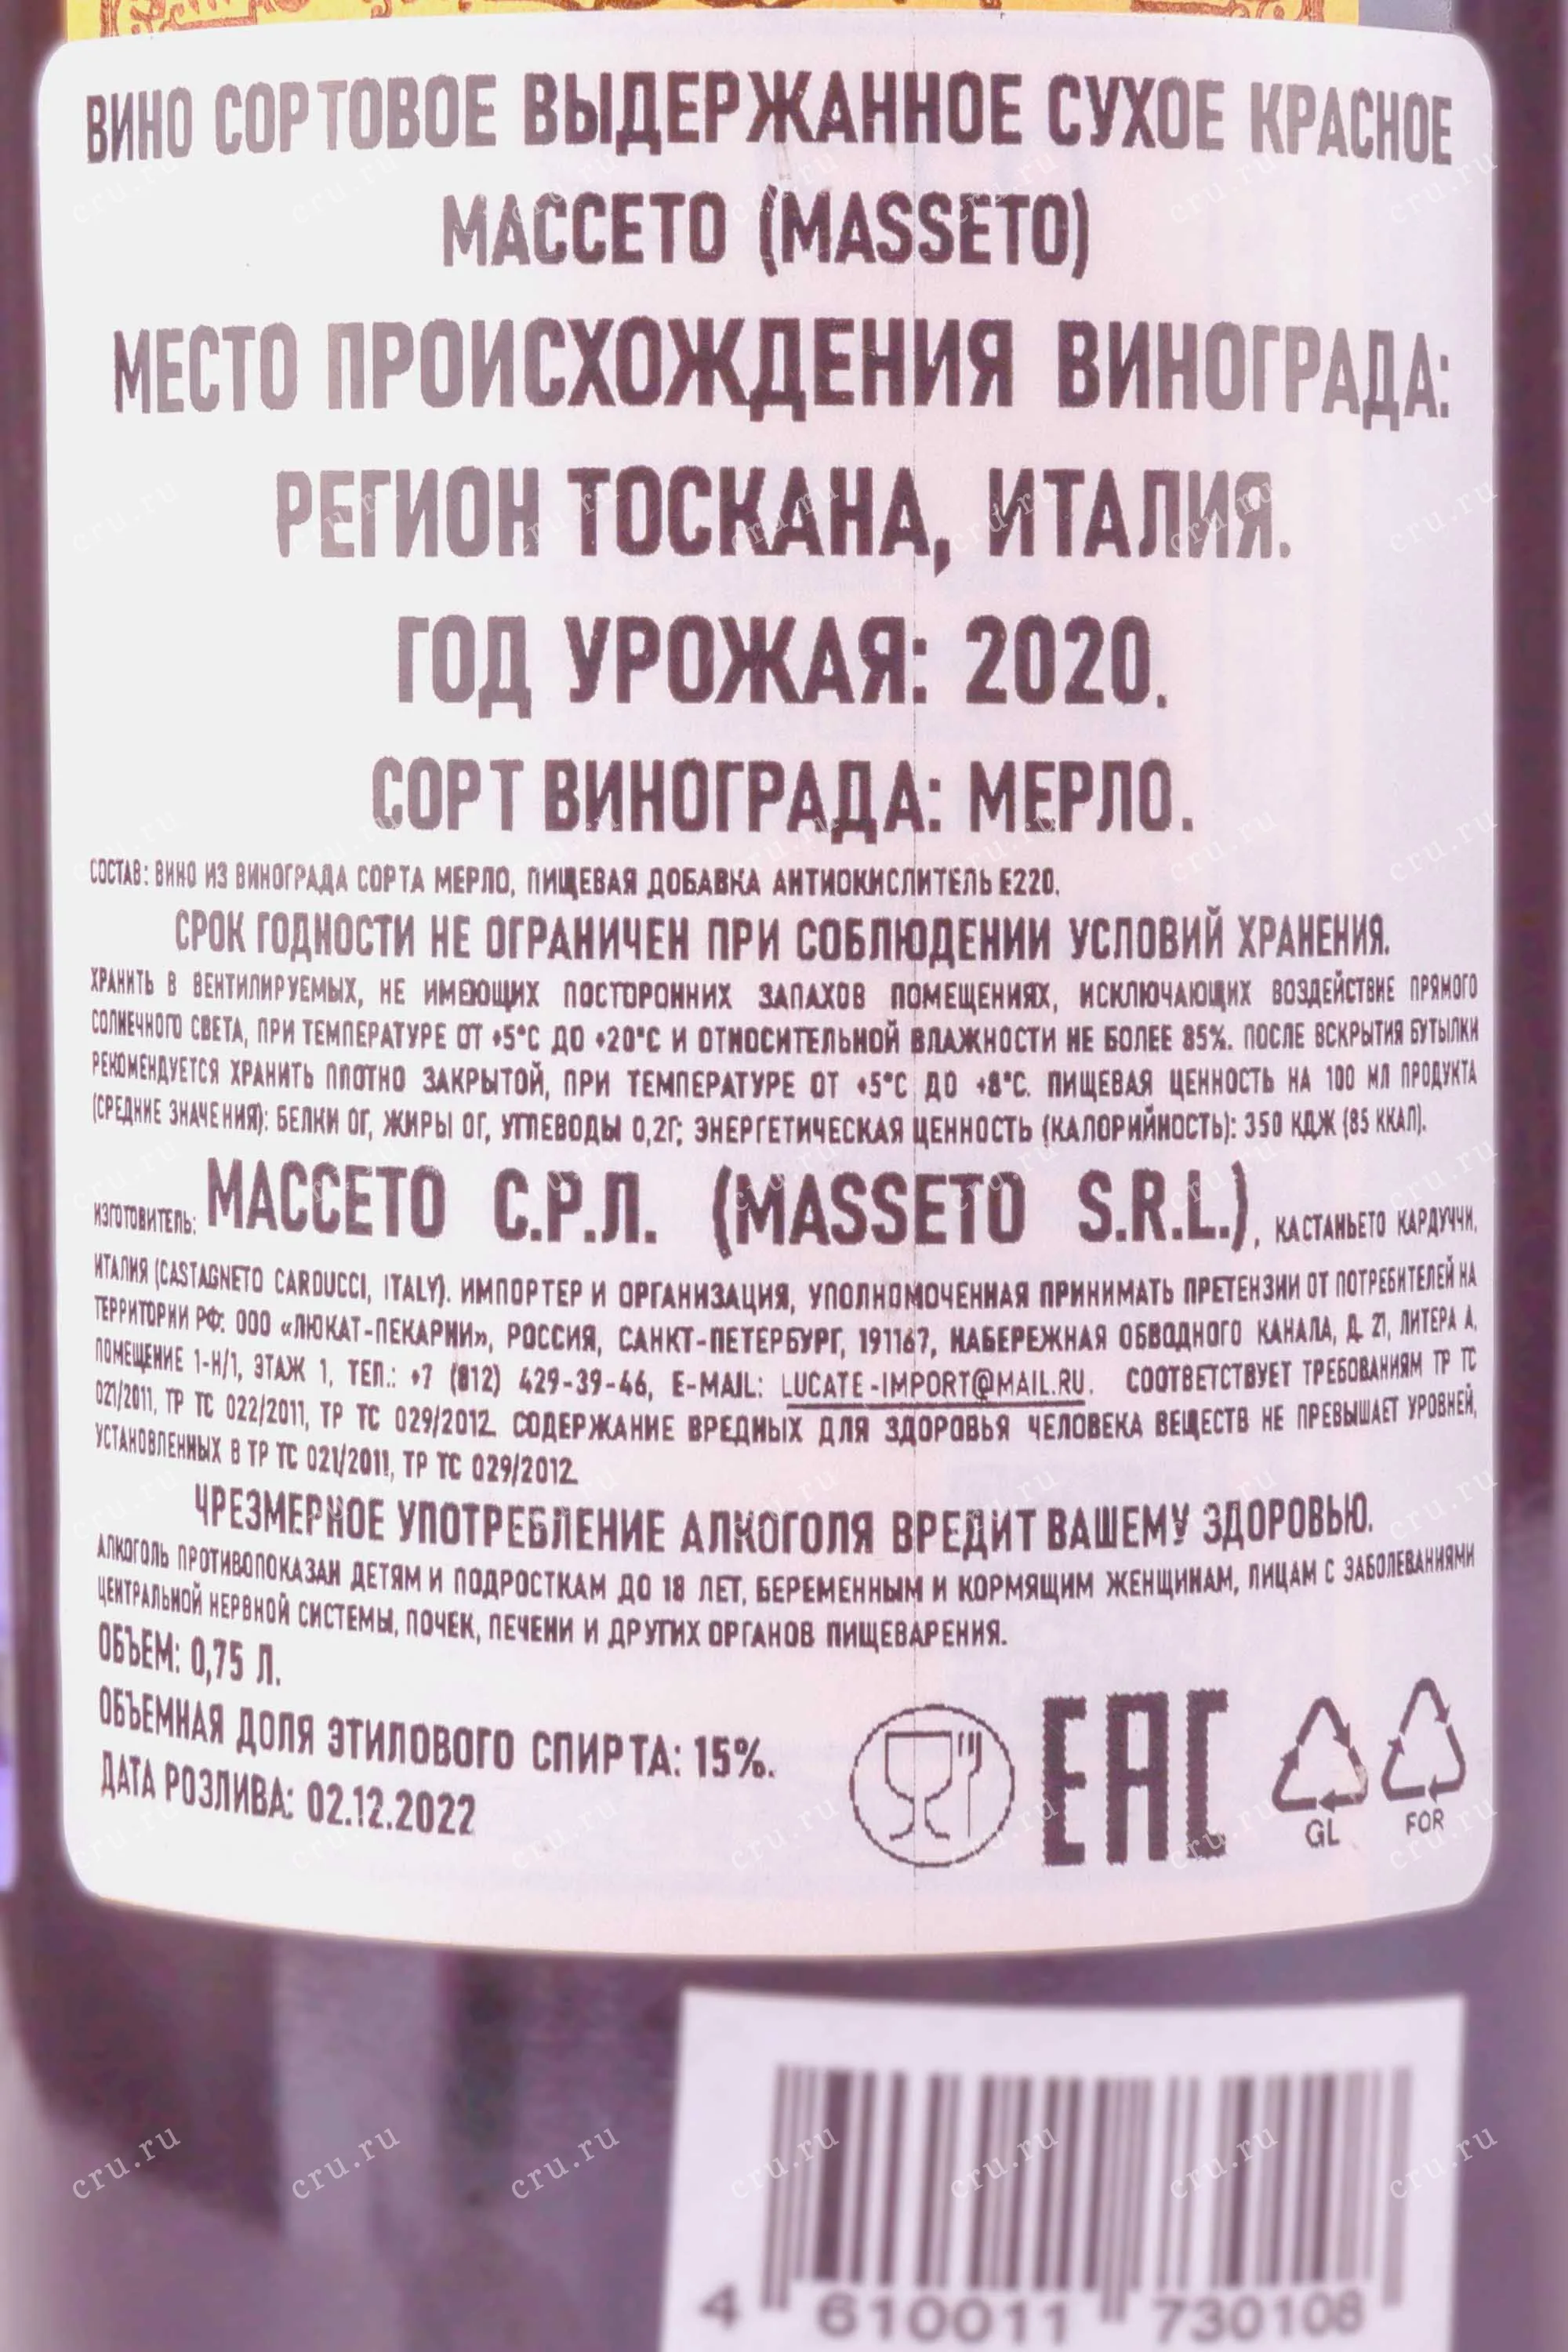 ВИНО СОРТОВОЕ ВЫДЕРЖАННОЕ СУХОЕ КРАСНОЕ
МАССЕТО (MASSETO)
МЕСТО ПРОИСХОЖДЕНИЯ ВИНОГРАДА:
РЕГИОН ТОСКАНА, ИТАЛИЯ.
ГОД УРОЖАЯ: 2020.
СОРТ ВИНОГРАДА: МЕРЛО.
СОСТАВ: ВИНО ИЗ ВИНОГРАДА СОРТА МЕРЛО, ПИЩЕВАЯ ДОБАВКА АНТИОКИСЛИТЕЛЬ Е220.
СРОК ГОДНОСТИ НЕ ОГРАНИЧЕН ПРИ СОБЛЮДЕНИИ УСЛОВИЙ ХРАНЕНИЯ.
ХРАНИТЬ В ВЕНТИЛИРУЕМЫХ, НЕ ИМЕЮЩИХ ПОСТОРОННИХ ЗАПАХОВ ПОМЕЩЕНИЯХ, ИСКЛЮЧАЮЩИХ ВОЗДЕЙСТВИЕ ПРЯМОГО
СОЛНЕЧНОГО СВЕТА, ПРИ ТЕМПЕРАТУРЕ ОТ +5°С ДО +20°С И ОТНОСИТЕЛЬНОЙ ВЛАЖНОСТИ НЕ БОЛЕЕ 85%. ПОСЛЕ ВСКРЫТИЯ БУТЫЛКИ
РЕКОМЕНДУЕТСЯ ХРАНИТЬ ПЛОТНО ЗАКРЫТОЙ, ПРИ ТЕМПЕРАТУРЕ ОТ +5°С ДО +8°С. ПИЩЕВАЯ ЦЕННОСТЬ НА 100 МЛ ПРОДУКТА
(СРЕДНИЕ ЗНАЧЕНИЯ): БЕЛКИ 0Г, ЖИРЫ 0Г, УГЛЕВОДЫ 0,2Г; ЭНЕРГЕТИЧЕСКАЯ ЦЕННОСТЬ (КАЛОРИЙНОСТЬ): 350 КДЖ (85 ККАЛ).
ИЗГОТОВИТЕЛЬ: МАССЕТО С.Р.Л. (MASSETO S.R.L.), КАСТАНЬЕТО КАРДУЧЧИ,
ИТАЛИЯ (CASTAGNETO CARDUCCI, ITALY). ИМПОРТЕР И ОРГАНИЗАЦИЯ, УПОЛНОМОЧЕННАЯ ПРИНИМАТЬ ПРЕТЕНЗИИ ОТ ПОТРЕБИТЕЛЕЙ НА
ТЕРРИТОРИИ РФ: ООО «ЛЮКАТ-ПЕКАРНИ», РОССИЯ, САНКТ-ПЕТЕРБУРГ, 191167, НАБЕРЕЖНАЯ ОБВОДНОГО КАНАЛА, Д. 21, ЛИТЕРА А,
ПОМЕЩЕНИЕ 1-Н/1, ЭТАЖ 1, ТЕЛ.: +7 (812) 429-39-46, E-MAIL: LUCATE-IMPORT@MAIL.RU. СООТВЕТСТВУЕТ ТРЕБОВАНИЯМ ТР ТС
021/2011, ТР ТС 022/2011, ТР ТС 029/2012. СОДЕРЖАНИЕ ВРЕДНЫХ ДЛЯ ЗДОРОВЬЯ ЧЕЛОВЕКА ВЕЩЕСТВ НЕ ПРЕВЫШАЕТ УРОВНЕЙ,
УСТАНОВЛЕННЫХ В ТР ТС 021/2011, ТР ТС 029/2012.
ЧРЕЗМЕРНОЕ УПОТРЕБЛЕНИЕ АЛКОГОЛЯ ВРЕДИТ ВАШЕМУ ЗДОРОВЬЮ.
АЛКОГОЛЬ ПРОТИВОПОКАЗАН ДЕТЯМ И ПОДРОСТКАМ ДО 18 ЛЕТ, БЕРЕМЕННЫМ И КОРМЯЩИМ ЖЕНЩИНАМ, ЛИЦАМ С ЗАБОЛЕВАНИЯМИ
ЦЕНТРАЛЬНОЙ НЕРВНОЙ СИСТЕМЫ, ПОЧЕК, ПЕЧЕНИ И ДРУГИХ ОРГАНОВ ПИЩЕВАРЕНИЯ.
ОБЪЕМ: 0,75 Л.
ОБЪЕМНАЯ ДОЛЯ ЭТИЛОВОГО СПИРТА: 15%.
ДАТА РОЗЛИВА: 02.12.2022
EAC
GL FOR
4 610011 730108
cru.ru